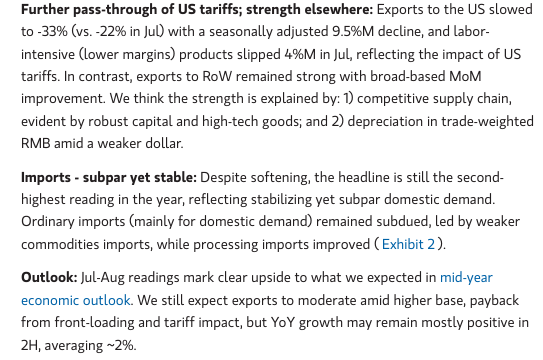 Further pass-through of US tariffs; strength elsewhere: Exports to the US slowed
to -33% (vs. -22% in Jul) with a seasonally adjusted 9.5%M decline, and labor-
intensive (lower margins) products slipped 4%M in Jul, reflecting the impact of US
tariffs. In contrast, exports to RoW remained strong with broad-based MoM
improvement. We think the strength is explained by: 1) competitive supply chain,
evident by robust capital and high-tech goods; and 2) depreciation in trade-weighted
RMB amid a weaker dollar.
Imports - subpar yet stable: Despite softening, the headline is still the second-
highest reading in the year, reflecting stabilizing yet subpar domestic demand.
Ordinary imports (mainly for domestic demand) remained subdued, led by weaker
commodities imports, while processing imports improved ( Exhibit 2 ).
Outlook: Jul-Aug readings mark clear upside to what we expected in mid-year
economic outlook. We still expect exports to moderate amid higher base, payback
from front-loading and tariff impact, but YoY growth may remain mostly positive in
2H, averaging ~2%.